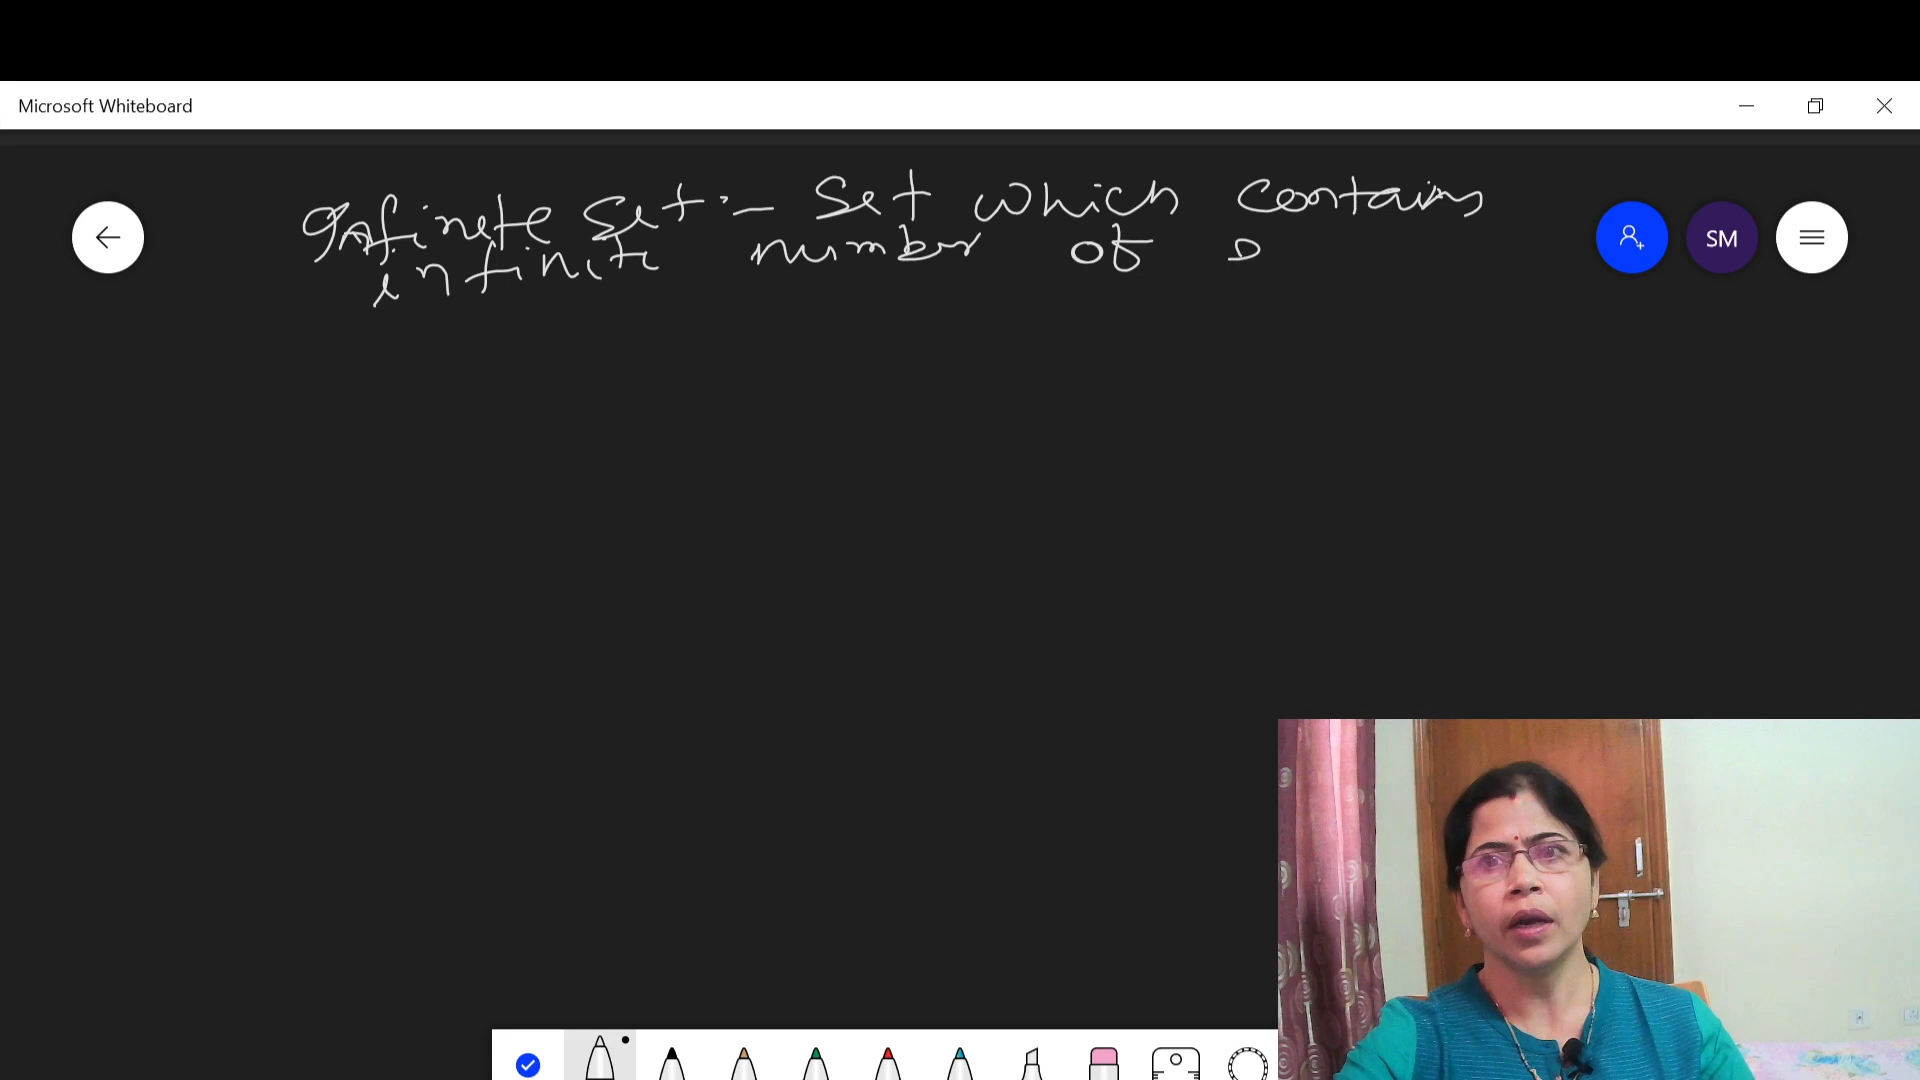 Microsoft Whiteboard
SM
Infinite Set :- Set which contains
infinite number of